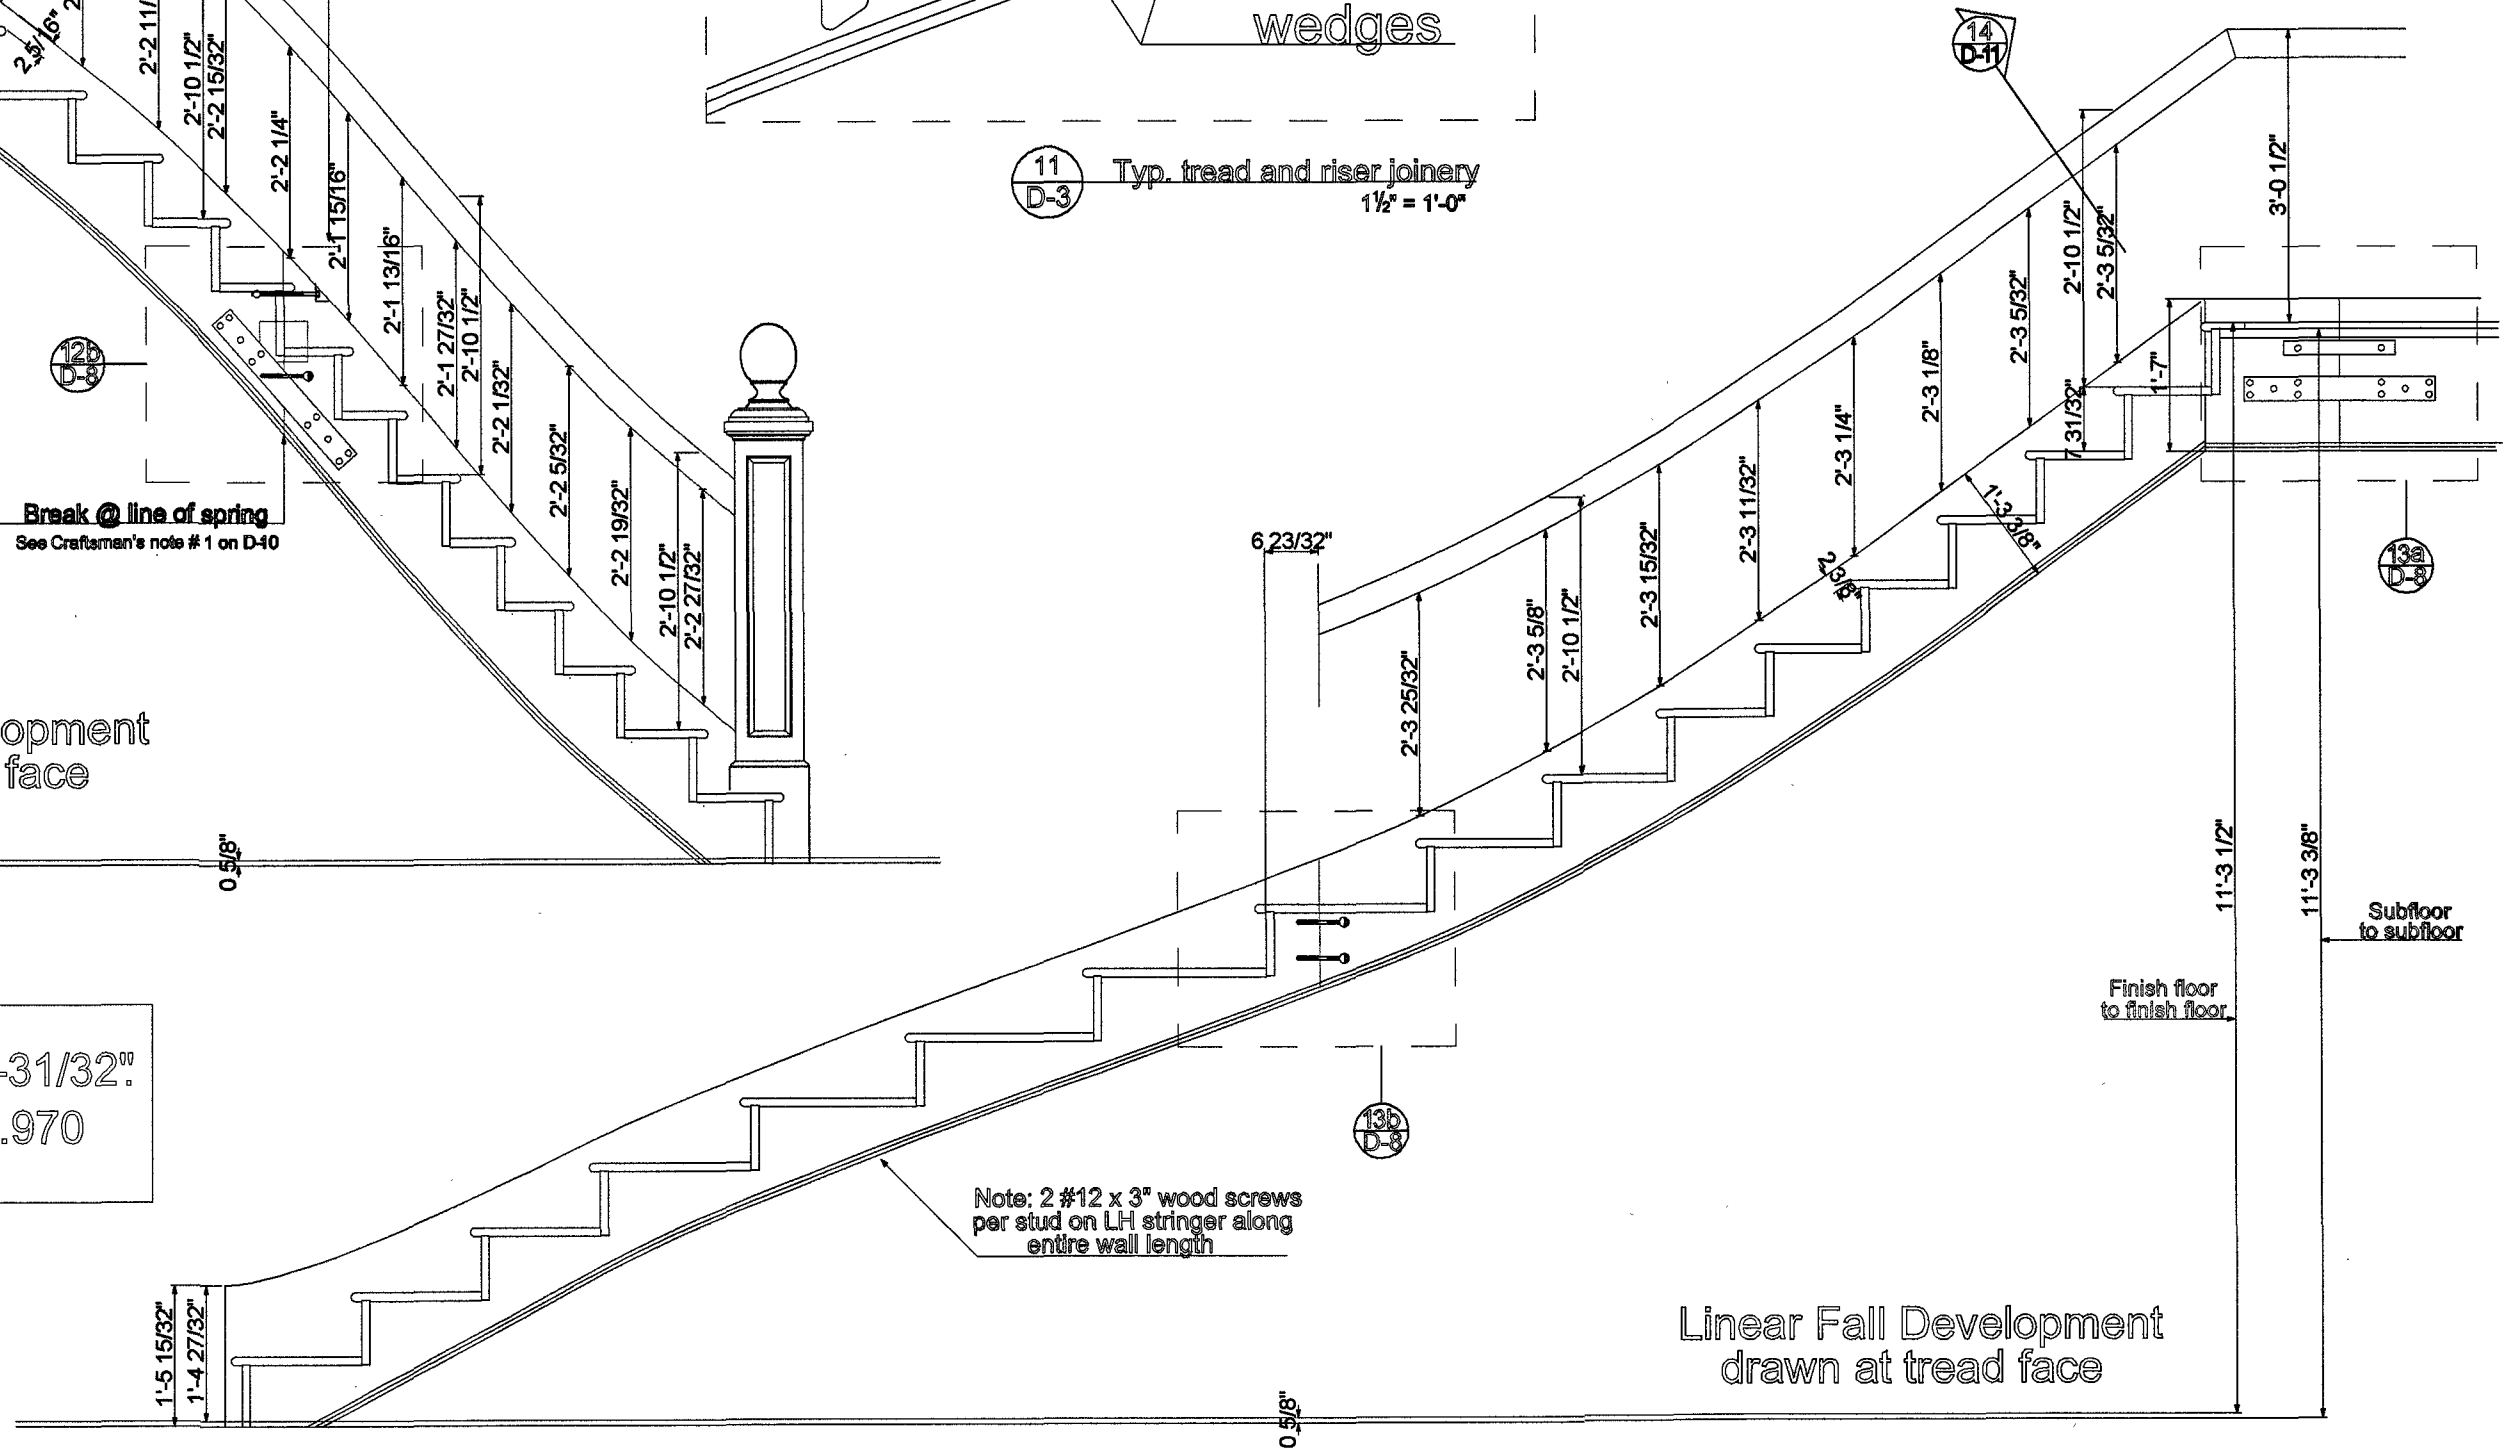 wedges
14
D-11
2 5/16"
2'-2 11/
2'-10 1/2"
2'-2 15/32"
2'-2 1/4"
2'-1 15/16"
2'-1 13/16"
2'-1 27/32"
2'-10 1/2"
2'-2 1/32"
2'-2 5/32"
2'-2 19/32"
2'-10 1/2"
2'-2 27/32"
11
D-3
Typ. tread and riser joinery
1½" = 1'-0"
12b
D-8
Break @ line of spring
See Craftsman's note # 1 on D-10
opment
face
0 5/8"
-31/32".
.970
6 23/32"
2'-3 25/32"
2'-3 5/8"
2'-10 1/2"
2'-3 15/32"
2'-3 11/32"
2'-3 1/4"
2 3/8"
2'-3 1/8"
1'-3 3/8"
2'-3 5/32"
2'-10 1/2"
2'-3 5/32"
7 31/32"
1'-7"
3'-0 1/2"
13a
D-8
11'-3 1/2"
11'-3 3/8"
Subfloor
to subfloor
Finish floor
to finish floor
13b
D-8
Note: 2 #12 x 3" wood screws
per stud on LH stringer along
entire wall length
1'-5 15/32"
1'-4 27/32"
Linear Fall Development
drawn at tread face
0 5/8"